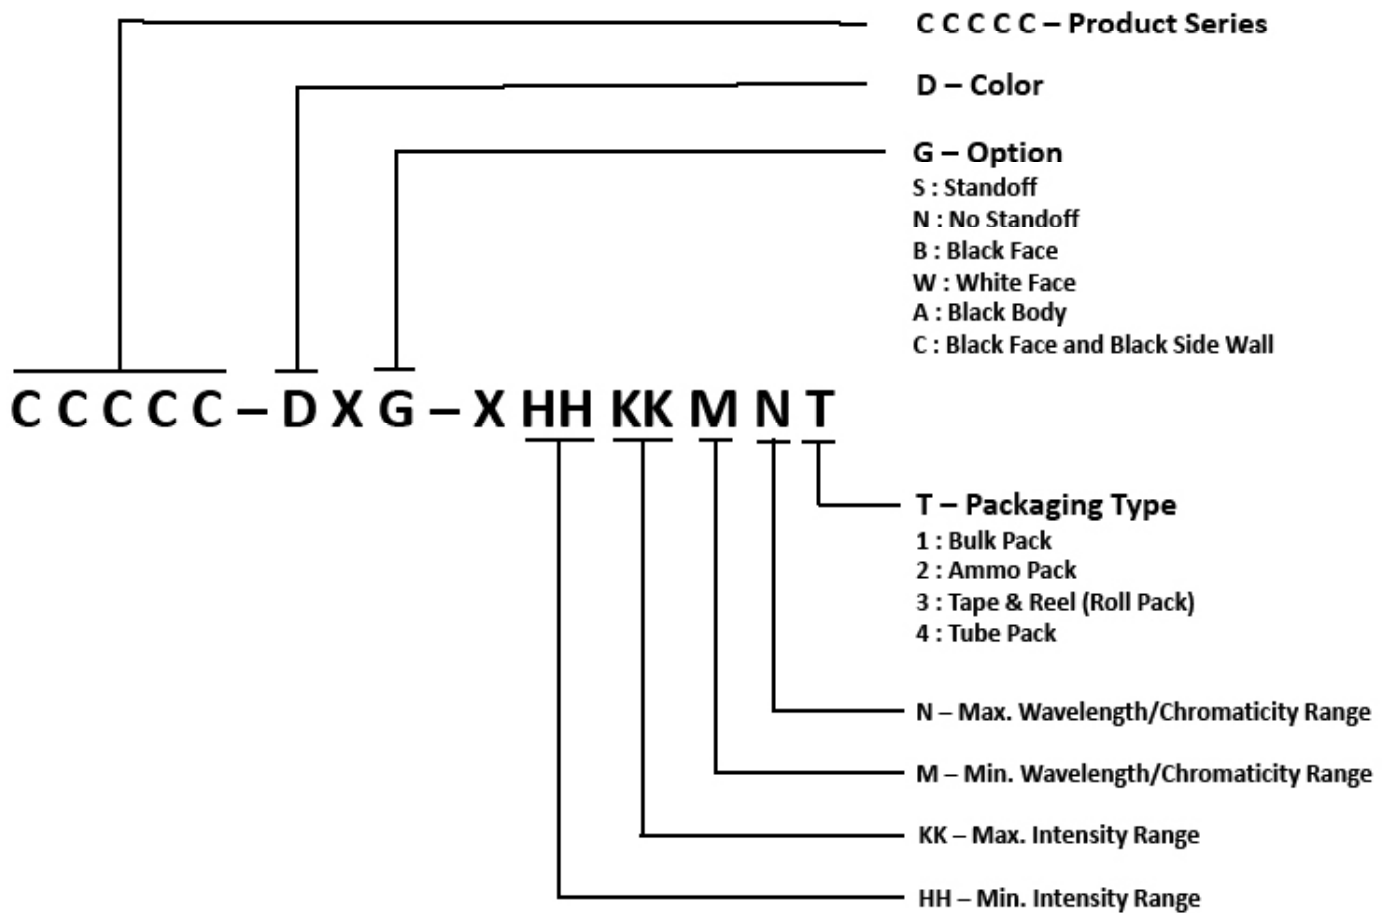 C C C C C – Product Series
D – Color
G – Option
S : Standoff
N : No Standoff
B : Black Face
W : White Face
A : Black Body
C : Black Face and Black Side Wall
C C C C C – D X G – X HH KK M N T
T – Packaging Type
1 : Bulk Pack
2 : Ammo Pack
3 : Tape & Reel (Roll Pack)
4 : Tube Pack
N – Max. Wavelength/Chromaticity Range
M – Min. Wavelength/Chromaticity Range
KK – Max. Intensity Range
HH – Min. Intensity Range